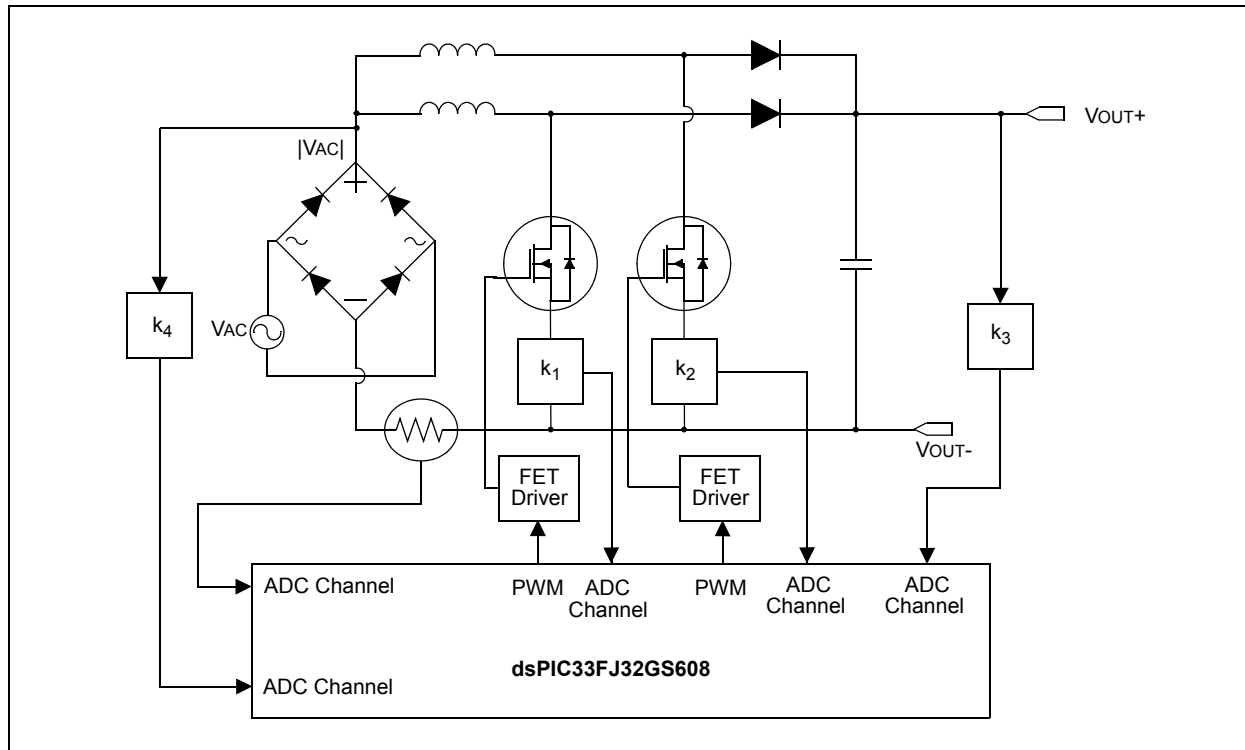 VOUT+
|VAC|
k4
VAC
k1
k2
k3
VOUT-
FET
Driver
FET
Driver
ADC Channel
PWM
ADC
Channel
PWM
ADC
Channel
ADC
Channel
dsPIC33FJ32GS608
ADC Channel